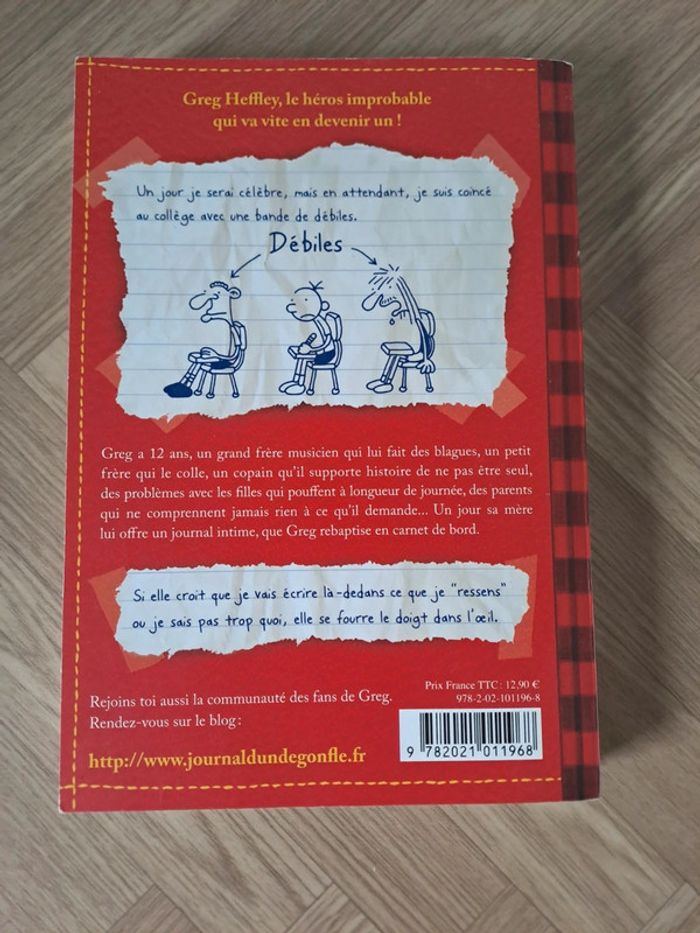 Greg Heffley, le héros improbable
qui va vite en devenir un !
Un jour je serai célèbre, mais en attendant, je suis coincé
au collège avec une bande de débiles.
Débiles
Greg a 12 ans, un grand frère musicien qui lui fait des blagues, un petit
frère qui le colle, un copain qu'il supporte histoire de ne pas être seul,
des problèmes avec les filles qui pouffent à longueur de journée, des parents
qui ne comprennent jamais rien à ce qu'il demande... Un jour sa mère
lui offre un journal intime, que Greg rebaptise en carnet de bord.
Si elle croit que je vais écrire là-dedans ce que je "ressens"
ou je sais pas trop quoi, elle se fourre le doigt dans l'œil.
Prix France TTC : 12,90 €
978-2-02-101196-8
Rejoins toi aussi la communauté des fans de Greg.
Rendez-vous sur le blog :
http://www.journaldundegonfle.fr
9 782021 011968